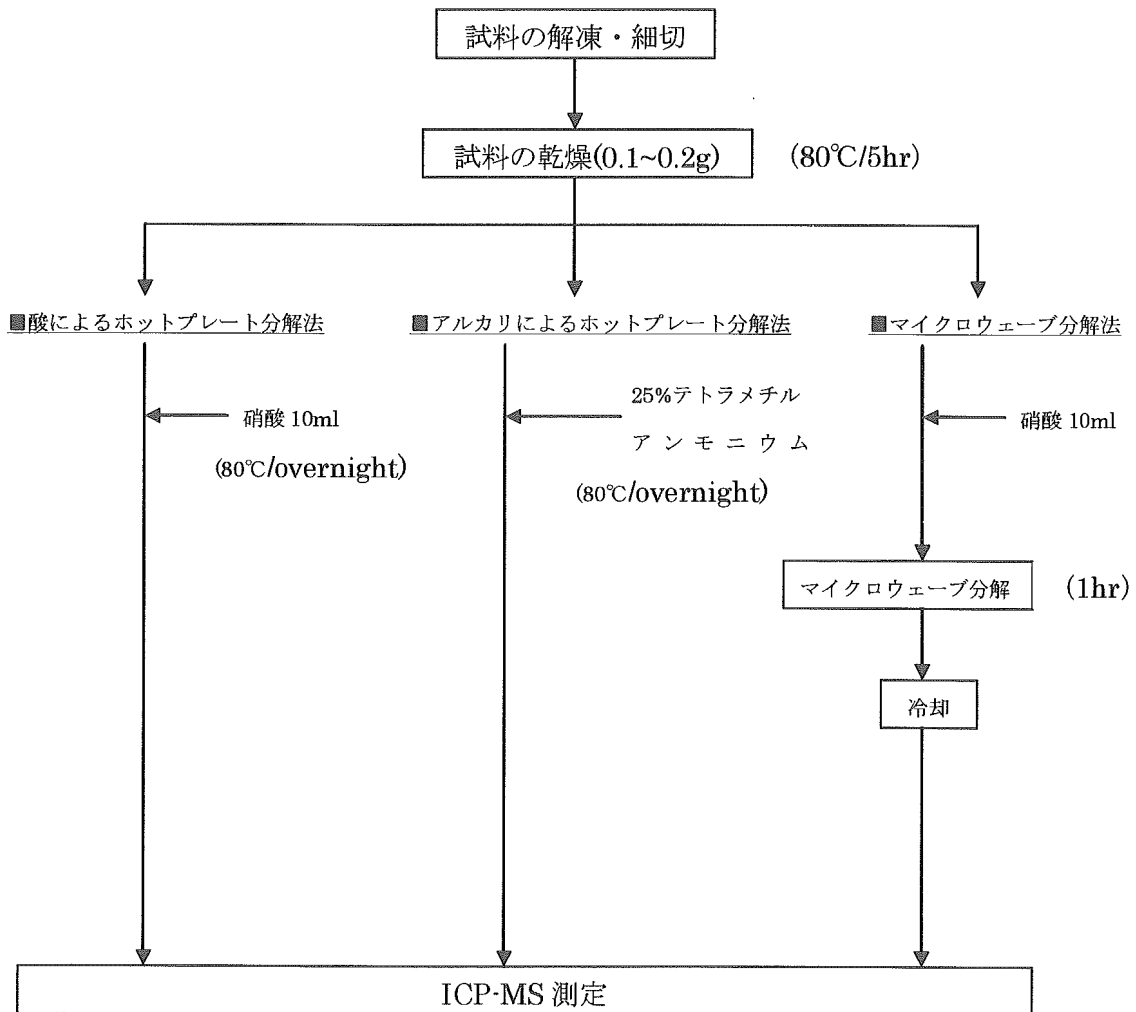 試料の解凍・細切
試料の乾燥(0.1~0.2g)
(80℃/5hr)
■酸によるホットプレート分解法
■アルカリによるホットプレート分解法
■マイクロウェーブ分解法
硝酸 10ml
(80℃/overnight)
25%テトラメチル
アンモニウム
(80℃/overnight)
硝酸 10ml
マイクロウェーブ分解
(1hr)
冷却
ICP-MS 測定